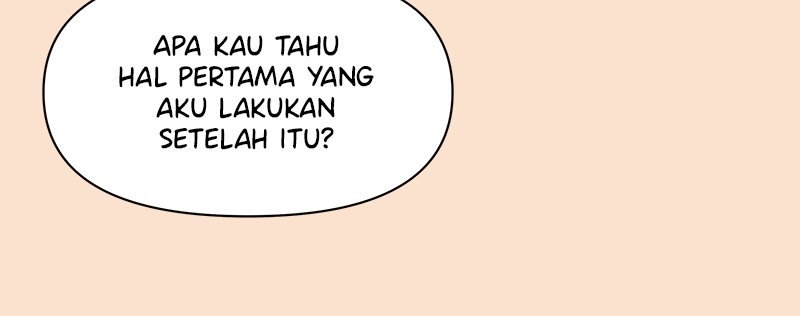 APA KAU TAHU
HAL PERTAMA YANG
AKU LAKUKAN
SETELAH ITU?